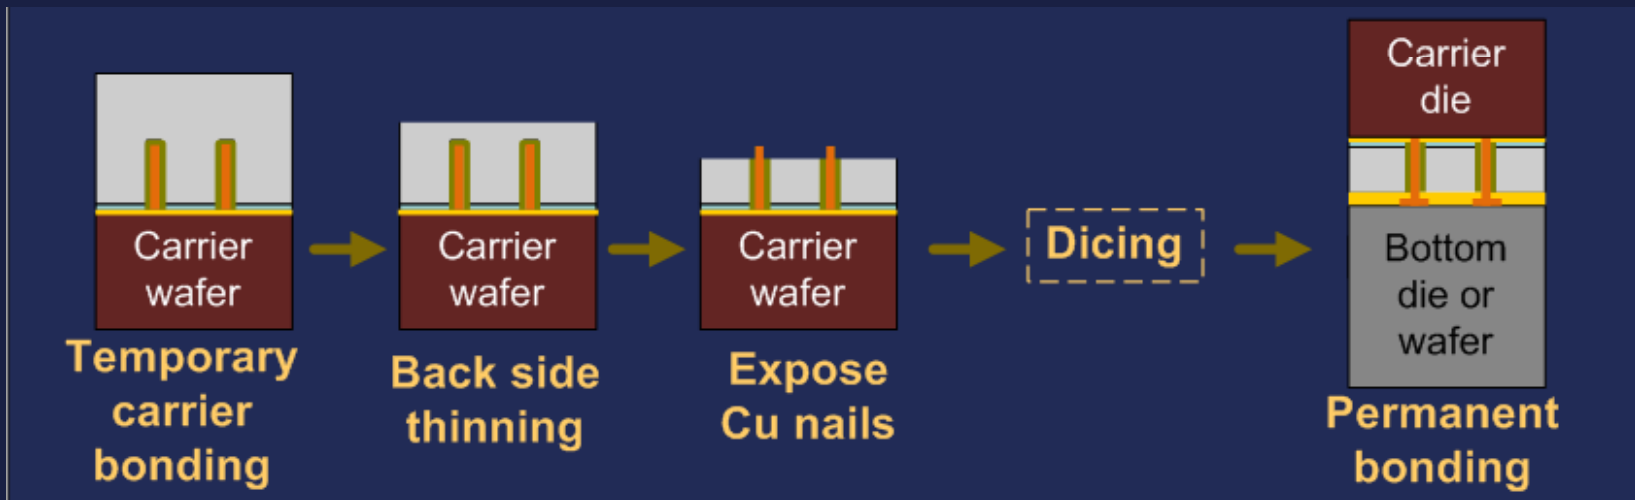 Carrier
wafer
Temporary
carrier
bonding
Carrier
wafer
Back side
thinning
Carrier
wafer
Expose
Cu nails
Dicing
Carrier
die
Bottom
die or
wafer
Permanent
bonding